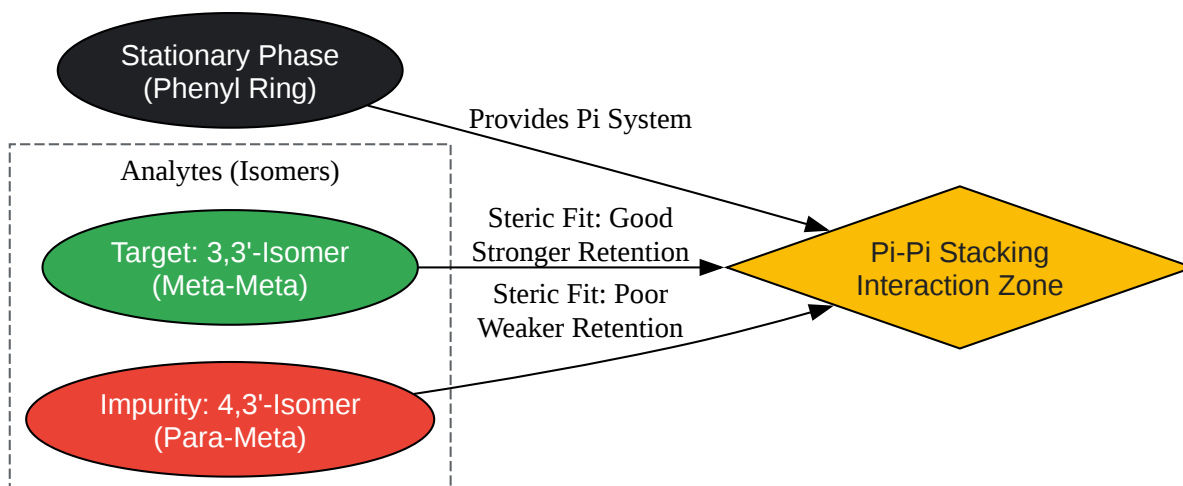 Stationary Phase
(Phenyl Ring)
Provides Pi System
Analytes (Isomers)
Target: 3,3'-Isomer
(Meta-Meta)
Steric Fit: Good
Stronger Retention
Steric Fit: Poor
Weaker Retention
Pi-Pi Stacking
Interaction Zone
Impurity: 4,3'-Isomer
(Para-Meta)